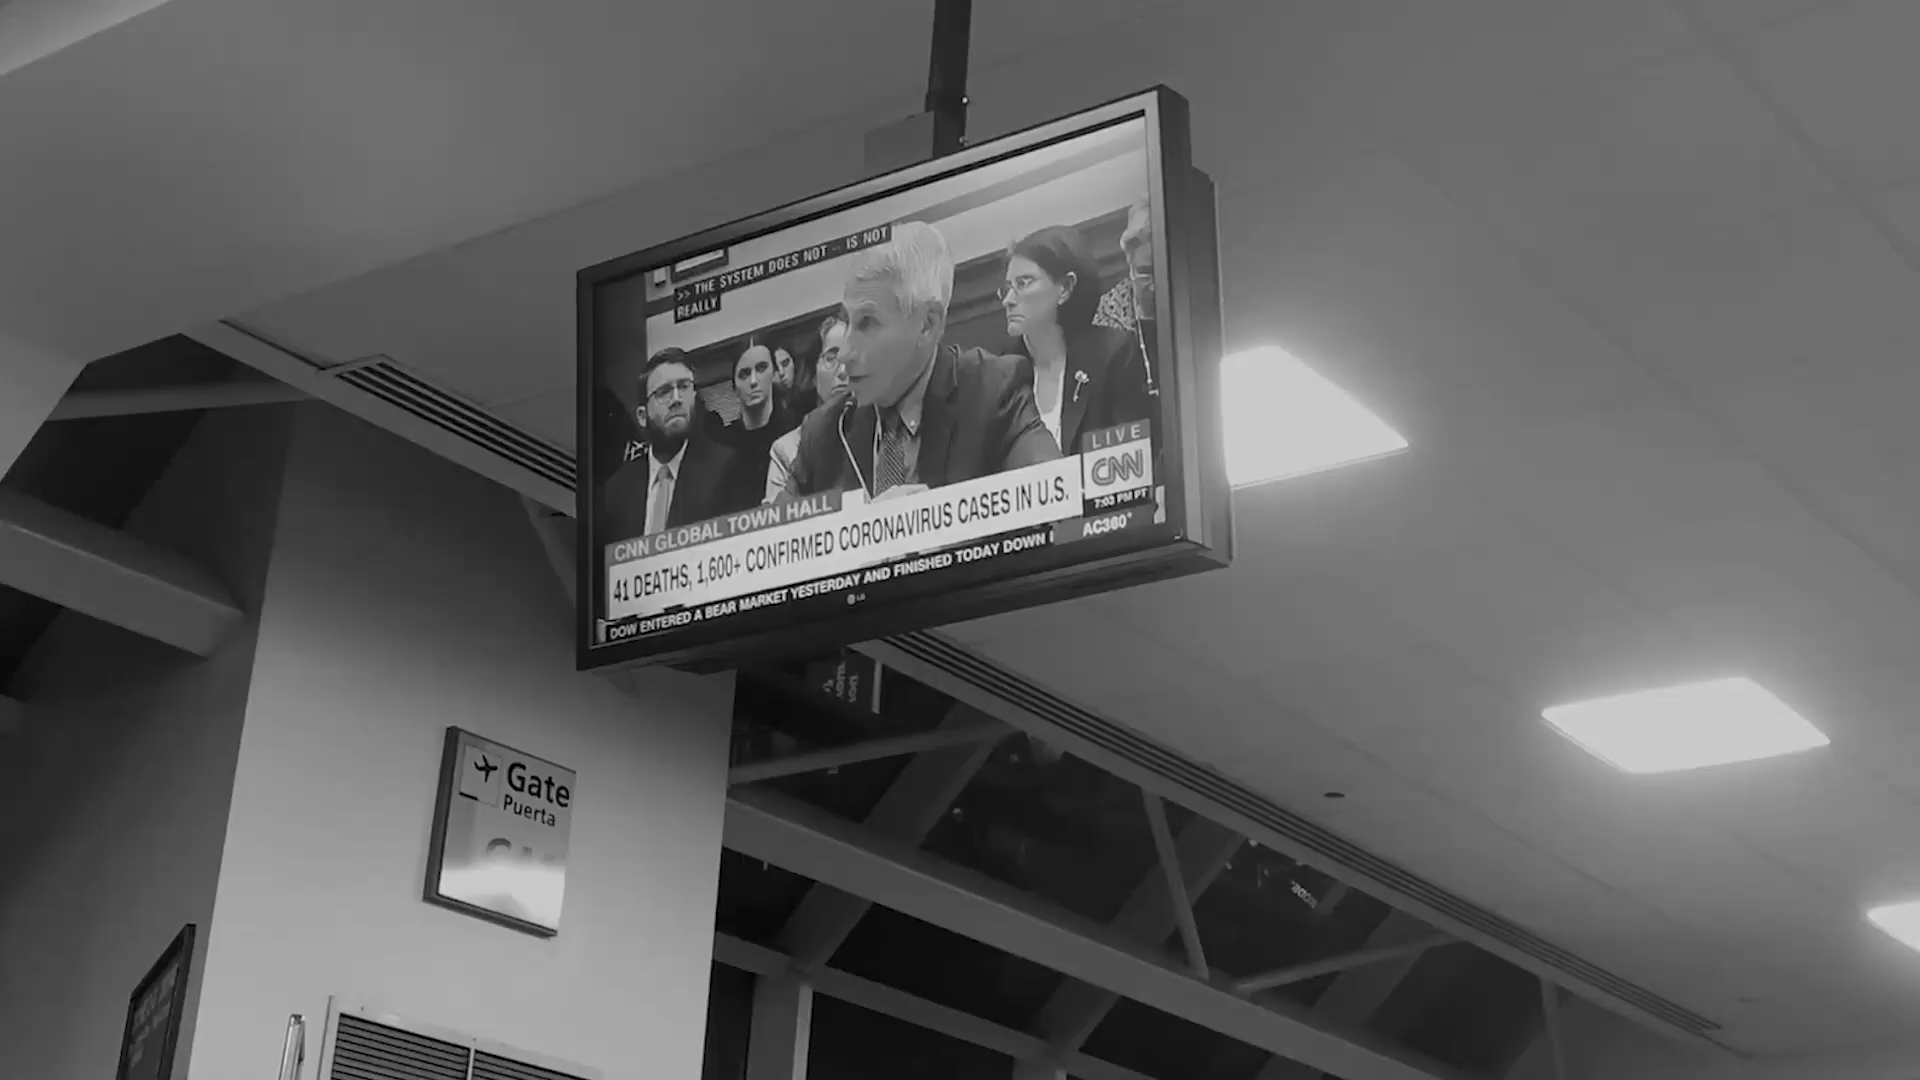 >> THE SYSTEM DOES NOT -- IS NOT
REALLY
LIVE
CNN
7:03 PM PT
CNN GLOBAL TOWN HALL
41 DEATHS, 1,600+ CONFIRMED CORONAVIRUS CASES IN U.S.
AC360°
DOW ENTERED A BEAR MARKET YESTERDAY AND FINISHED TODAY DOWN
LG
Gate
Puerta